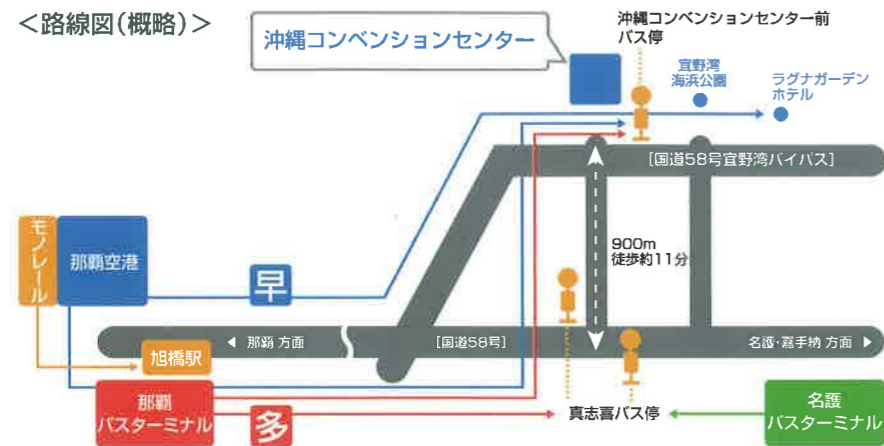 ＜路線図(概略)＞
沖縄コンベンションセンター
沖縄コンベンションセンター前
バス停
宜野湾
海浜公園
ラグナガーデン
ホテル
[国道58号宜野湾バイパス]
モノレール
那覇空港
早
900m
徒歩約11分
◀ 那覇 方面
[国道58号]
名護・嘉手納 方面 ▶
旭橋駅
那覇
バスターミナル
多
真志喜バス停
名護
バスターミナル